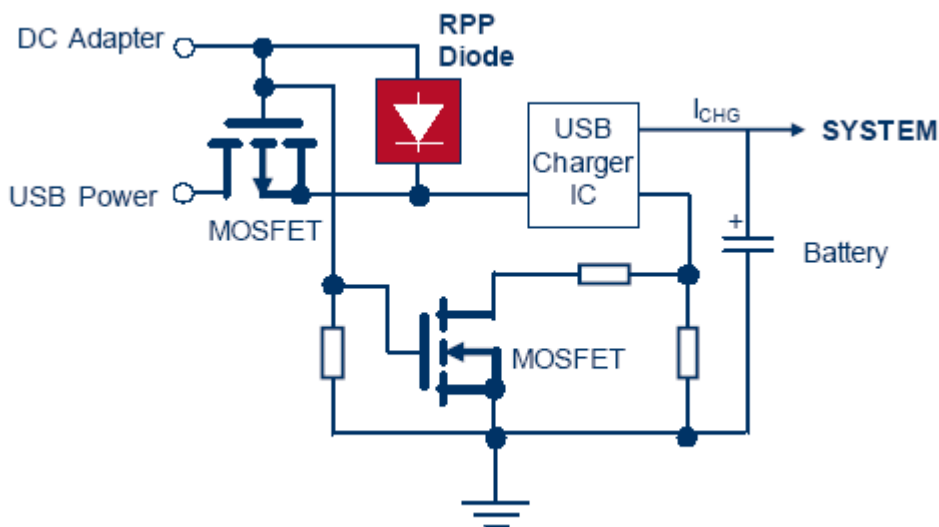 DC Adapter
RPP
Diode
USB Power
MOSFET
USB
Charger
IC
ICHG
SYSTEM
+
Battery
MOSFET